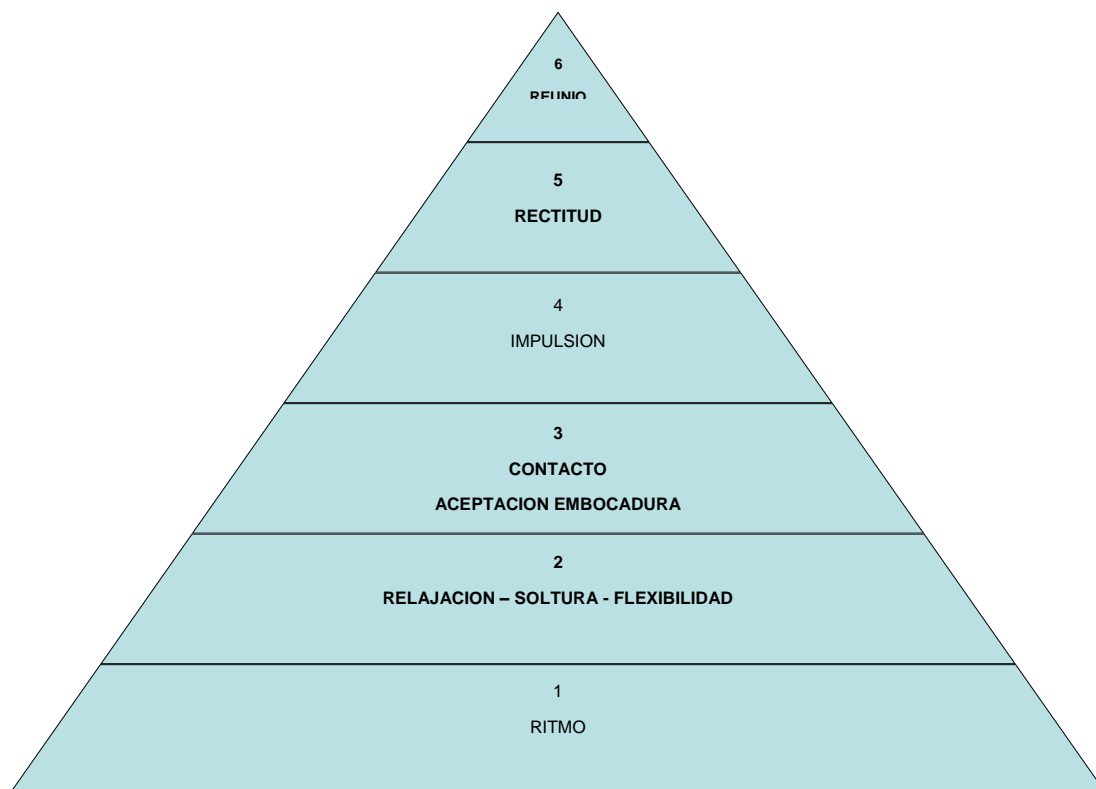 6
REUNIO
5
RECTITUD
4
IMPULSION
3
CONTACTO
ACEPTACION EMBOCADURA
2
RELAJACION – SOLTURA - FLEXIBILIDAD
1
RITMO